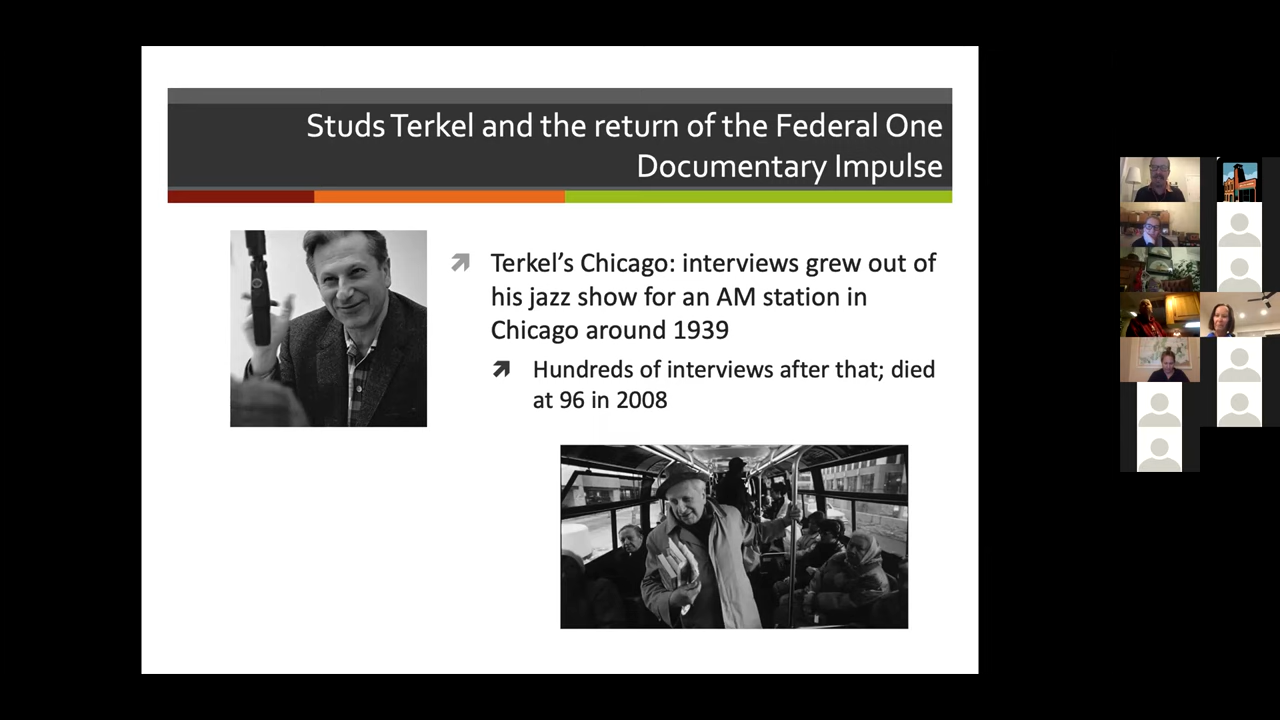 Studs Terkel and the return of the Federal One
Documentary Impulse
Terkel’s Chicago: interviews grew out of
his jazz show for an AM station in
Chicago around 1939
Hundreds of interviews after that; died
at 96 in 2008